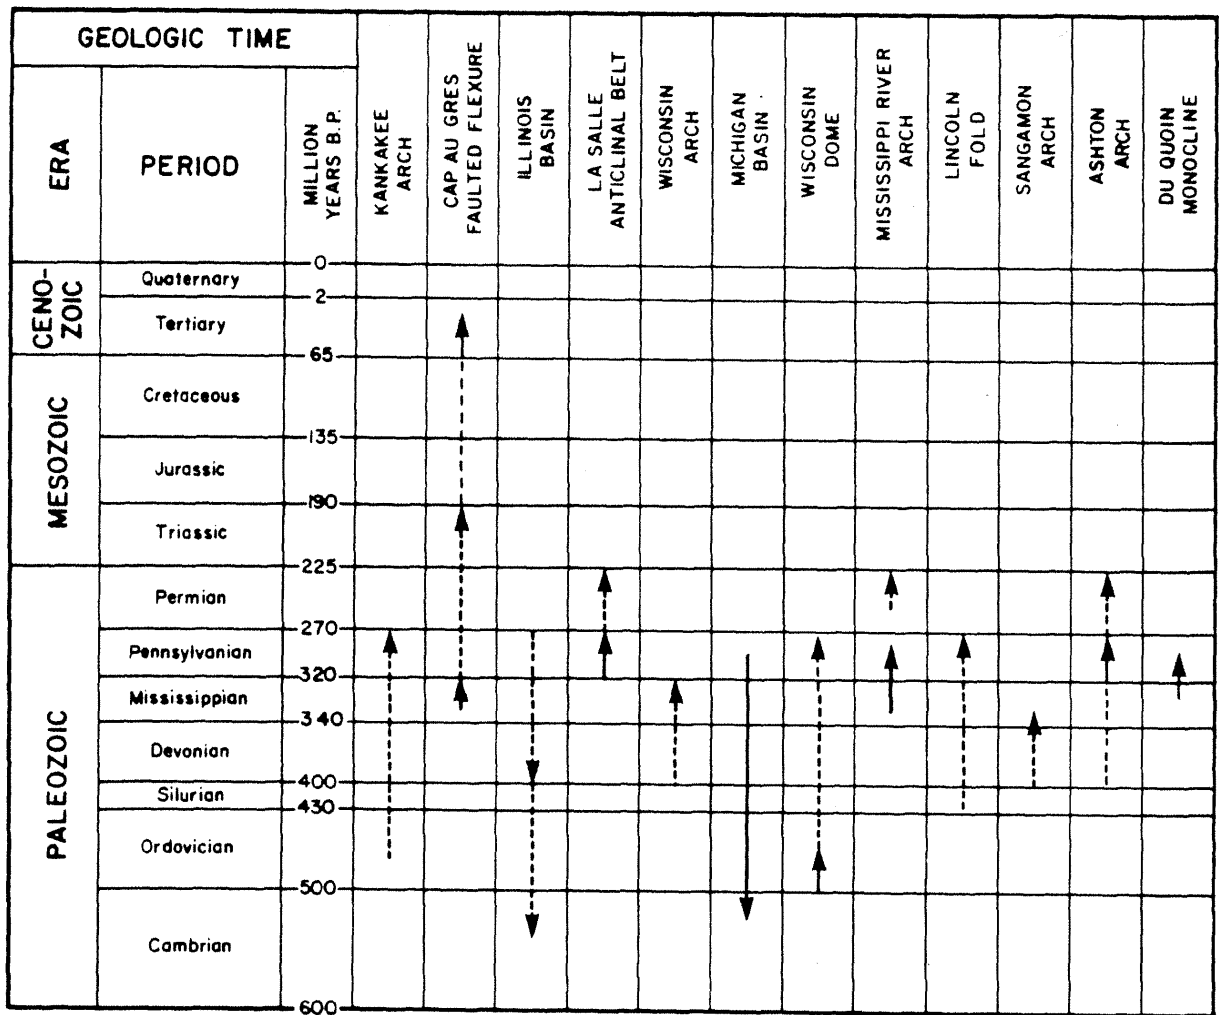 GEOLOGIC TIME
ERA
PERIOD
MILLION
YEARS B.P.
KANKAKEE
ARCH
CAP AU GRES
FAULTED FLEXURE
ILLINOIS
BASIN
LA SALLE
ANTICLINAL BELT
WISCONSIN
ARCH
MICHIGAN
BASIN
WISCONSIN
DOME
MISSISSIPPI RIVER
ARCH
LINCOLN
FOLD
SANGAMON
ARCH
ASHTON
ARCH
DU QUOIN
MONOCLINE
CENO-
ZOIC
0
Quaternary
2
Tertiary
65
MESOZOIC
Cretaceous
135
Jurassic
190
Triassic
225
PALEOZOIC
Permian
270
Pennsylvanian
320
Mississippian
340
Devonian
400
Silurian
430
Ordovician
500
Cambrian
600